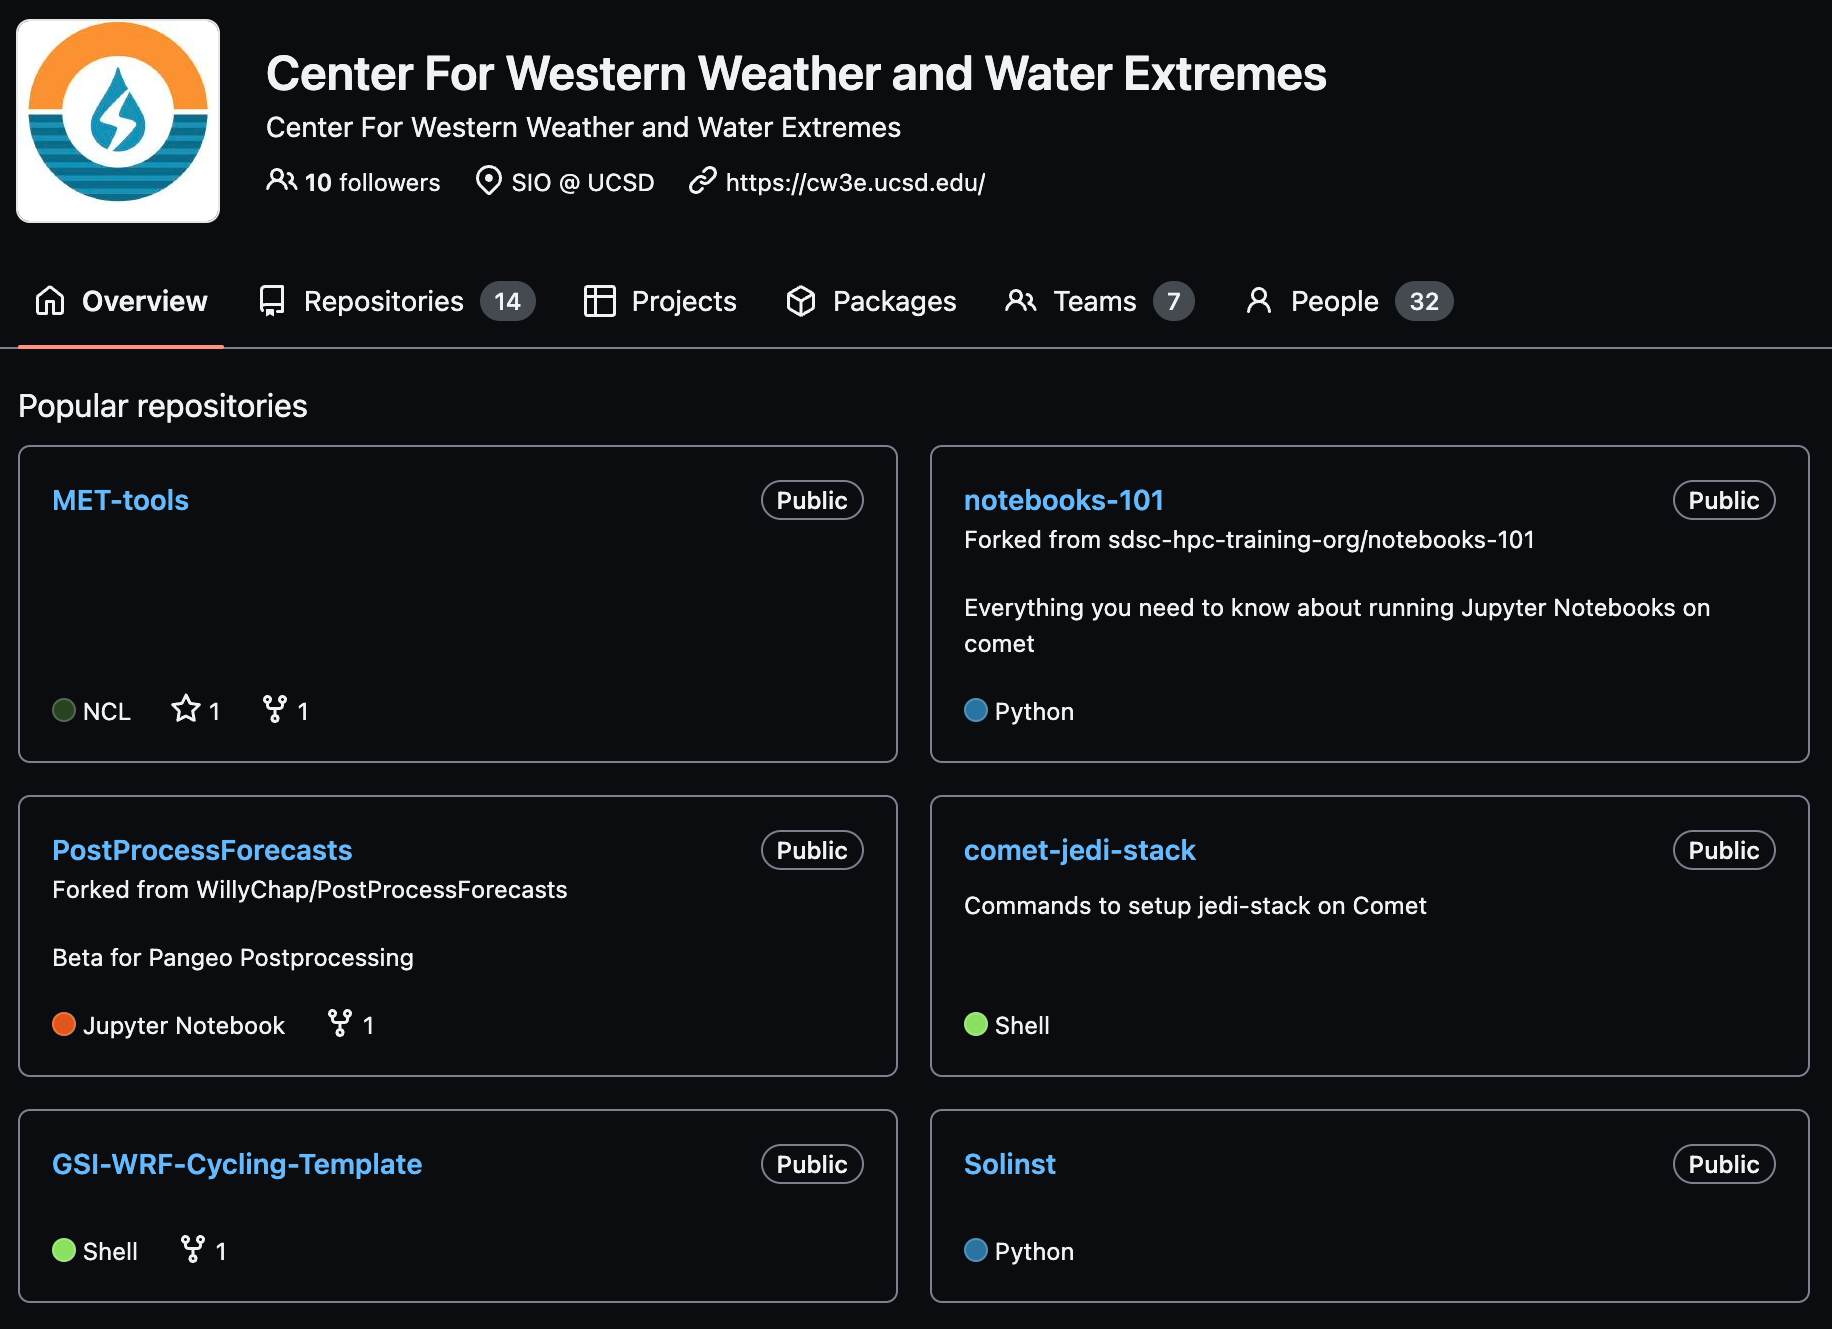 Center For Western Weather and Water Extremes
Center For Western Weather and Water Extremes
10 followers SIO @ UCSD https://cw3e.ucsd.edu/
Overview Repositories 14 Projects Packages Teams 7 People 32
Popular repositories
MET-tools Public
NCL 1 1
notebooks-101 Public
Forked from sdsc-hpc-training-org/notebooks-101
Everything you need to know about running Jupyter Notebooks on
comet
Python
PostProcessForecasts Public
Forked from WillyChap/PostProcessForecasts
Beta for Pangeo Postprocessing
Jupyter Notebook 1
comet-jedi-stack Public
Commands to setup jedi-stack on Comet
Shell
GSI-WRF-Cycling-Template Public
Shell 1
Solinst Public
Python